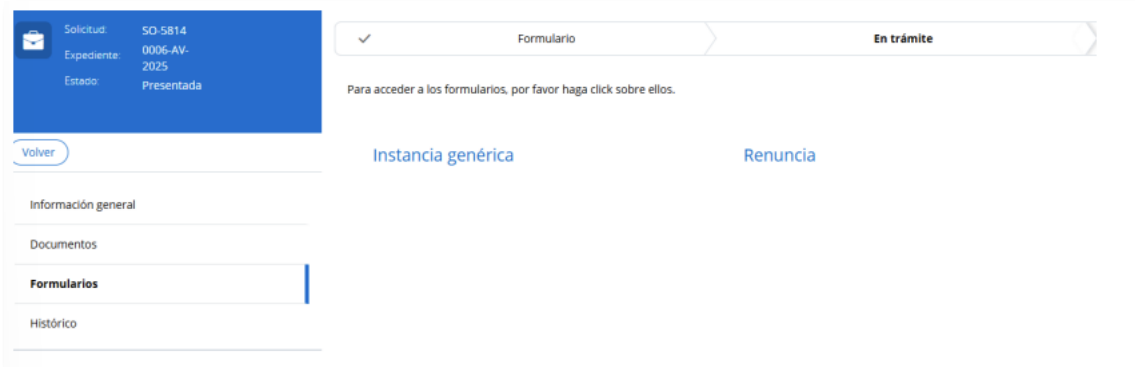 Solicitud: SO-5814
Expediente: 0006-AV-
2025
Estado: Presentada
Volver
Información general
Documentos
Formularios
Histórico
Formulario
En trámite
Para acceder a los formularios, por favor haga click sobre ellos.
Instancia genérica
Renuncia